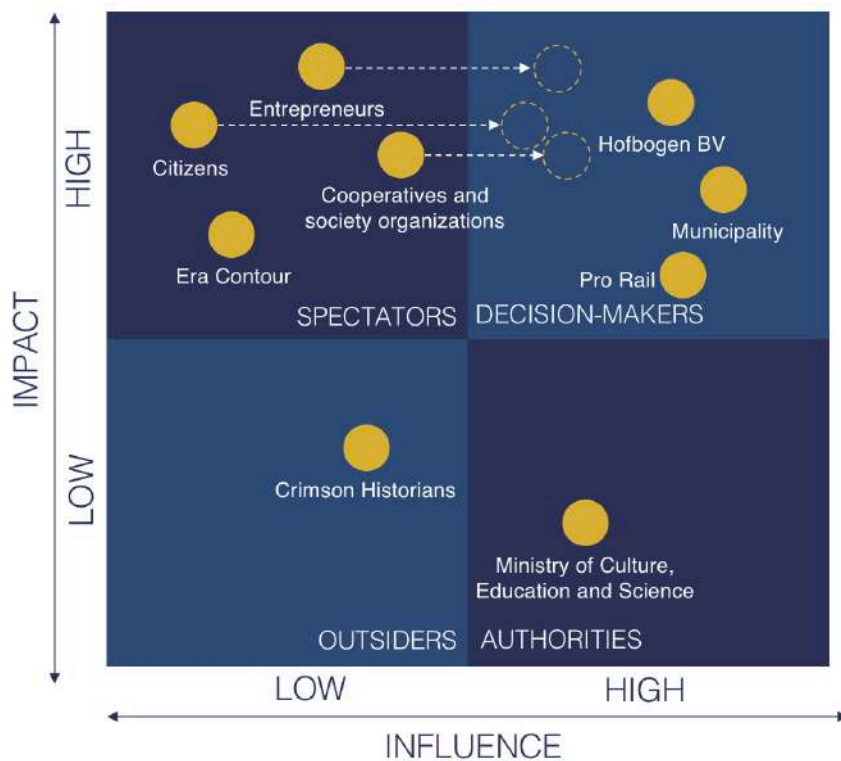 HIGH
IMPACT
LOW
Entrepreneurs
Citizens
Cooperatives and
society organizations
Era Contour
SPECTATORS
Hofbogen BV
Municipality
Pro Rail
DECISION-MAKERS
Crimson Historians
OUTSIDERS
Ministry of Culture,
Education and Science
AUTHORITIES
LOW
HIGH
INFLUENCE